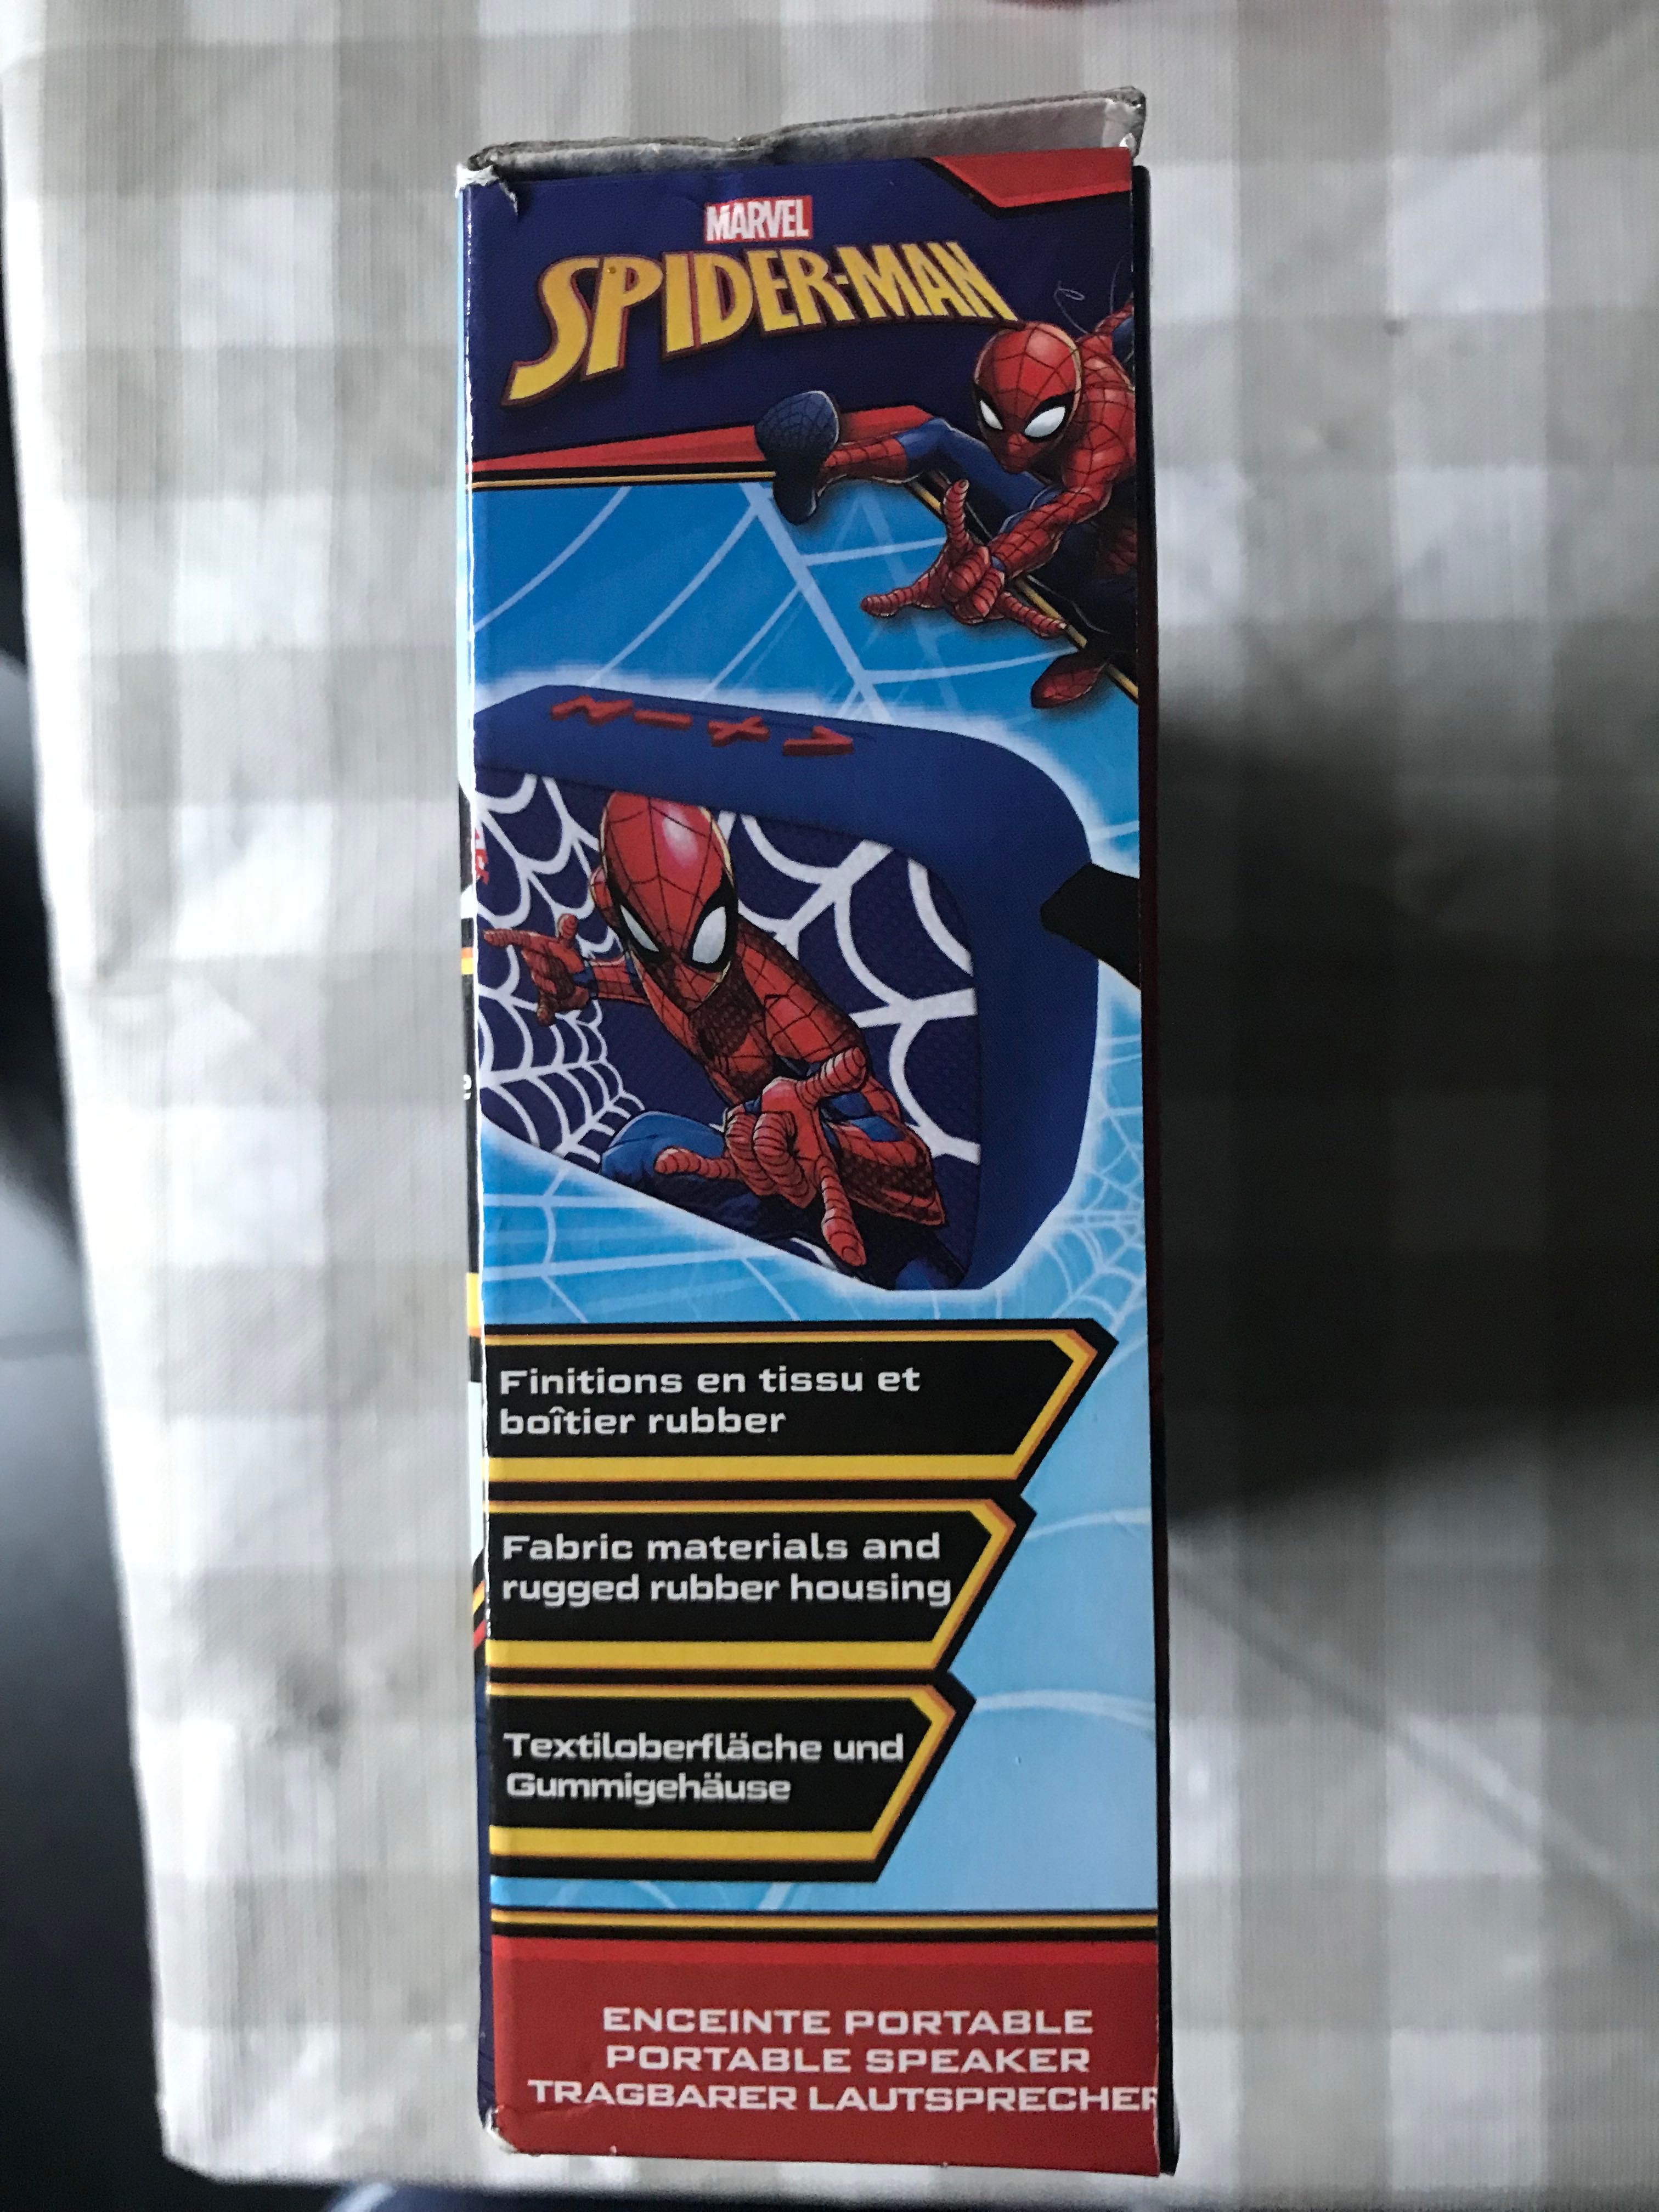 MARVEL
SPIDER-MAN
Finitions en tissu et
boîtier rubber
Fabric materials and
rugged rubber housing
Textiloberfläche und
Gummigehäuse
ENCEINTE PORTABLE
PORTABLE SPEAKER
TRAGBARER LAUTSPRECHER